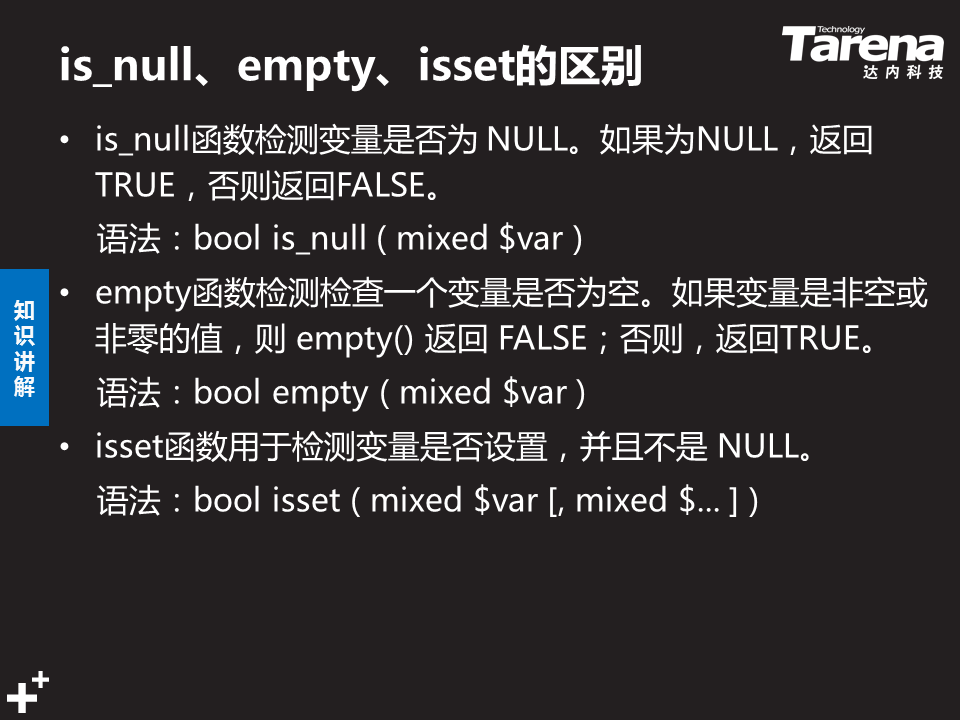 is_null、empty、isset的区别
Technology
Tarena
达内科技
• is_null函数检测变量是否为 NULL。如果为NULL，返回
TRUE，否则返回FALSE。
语法：bool is_null ( mixed $var )
• empty函数检测检查一个变量是否为空。如果变量是非空或
非零的值，则 empty() 返回 FALSE；否则，返回TRUE。
语法：bool empty ( mixed $var )
• isset函数用于检测变量是否设置，并且不是 NULL。
语法：bool isset ( mixed $var [, mixed $... ] )
知
识
讲
解